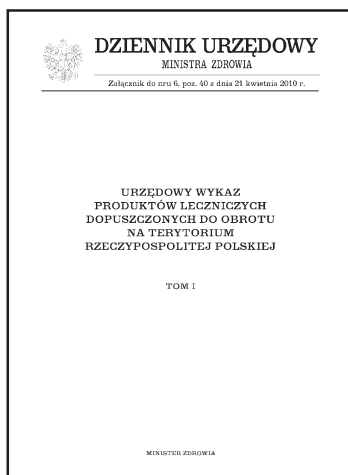 DZIENNIK URZĘDOWY
MINISTRA ZDROWIA
Załącznik do nru 6, poz. 40 z dnia 21 kwietnia 2010 r.
URZĘDOWY WYKAZ
PRODUKTÓW LECZNICZYCH
DOPUSZCZONYCH DO OBROTU
NA TERYTORIUM
RZECZYPOSPOLITEJ POLSKIEJ
TOM I
MINISTER ZDROWIA